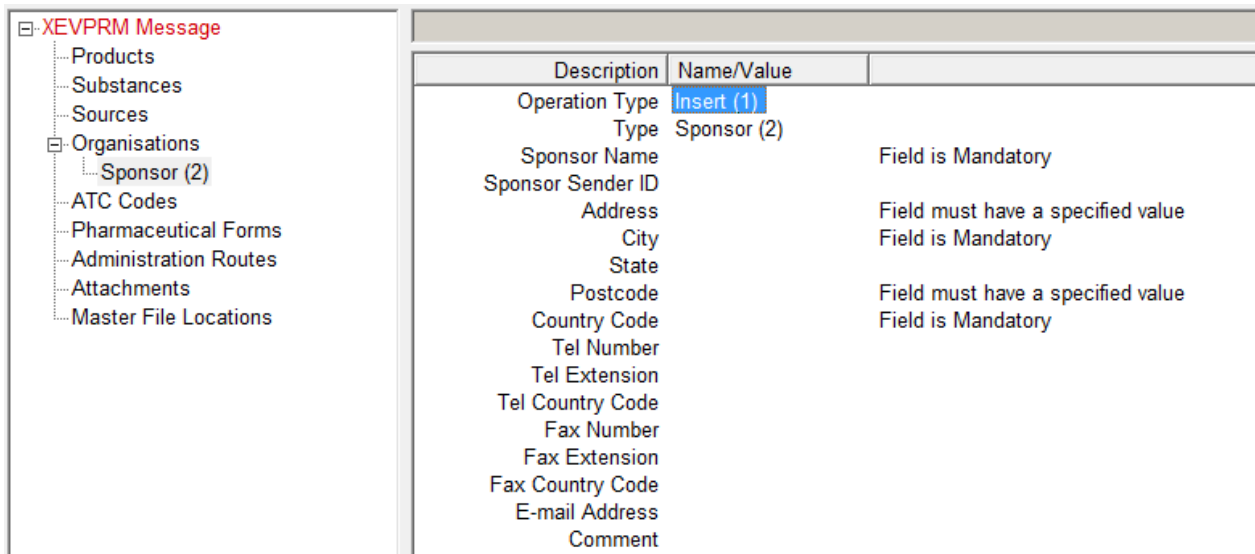 XEVPRM Message
Products
Substances
Sources
Organisations
Sponsor (2)
ATC Codes
Pharmaceutical Forms
Administration Routes
Attachments
Master File Locations
Description Name/Value
Operation Type Insert (1)
Type Sponsor (2)
Sponsor Name Field is Mandatory
Sponsor Sender ID
Address Field must have a specified value
City Field is Mandatory
State
Postcode Field must have a specified value
Country Code Field is Mandatory
Tel Number
Tel Extension
Tel Country Code
Fax Number
Fax Extension
Fax Country Code
E-mail Address
Comment